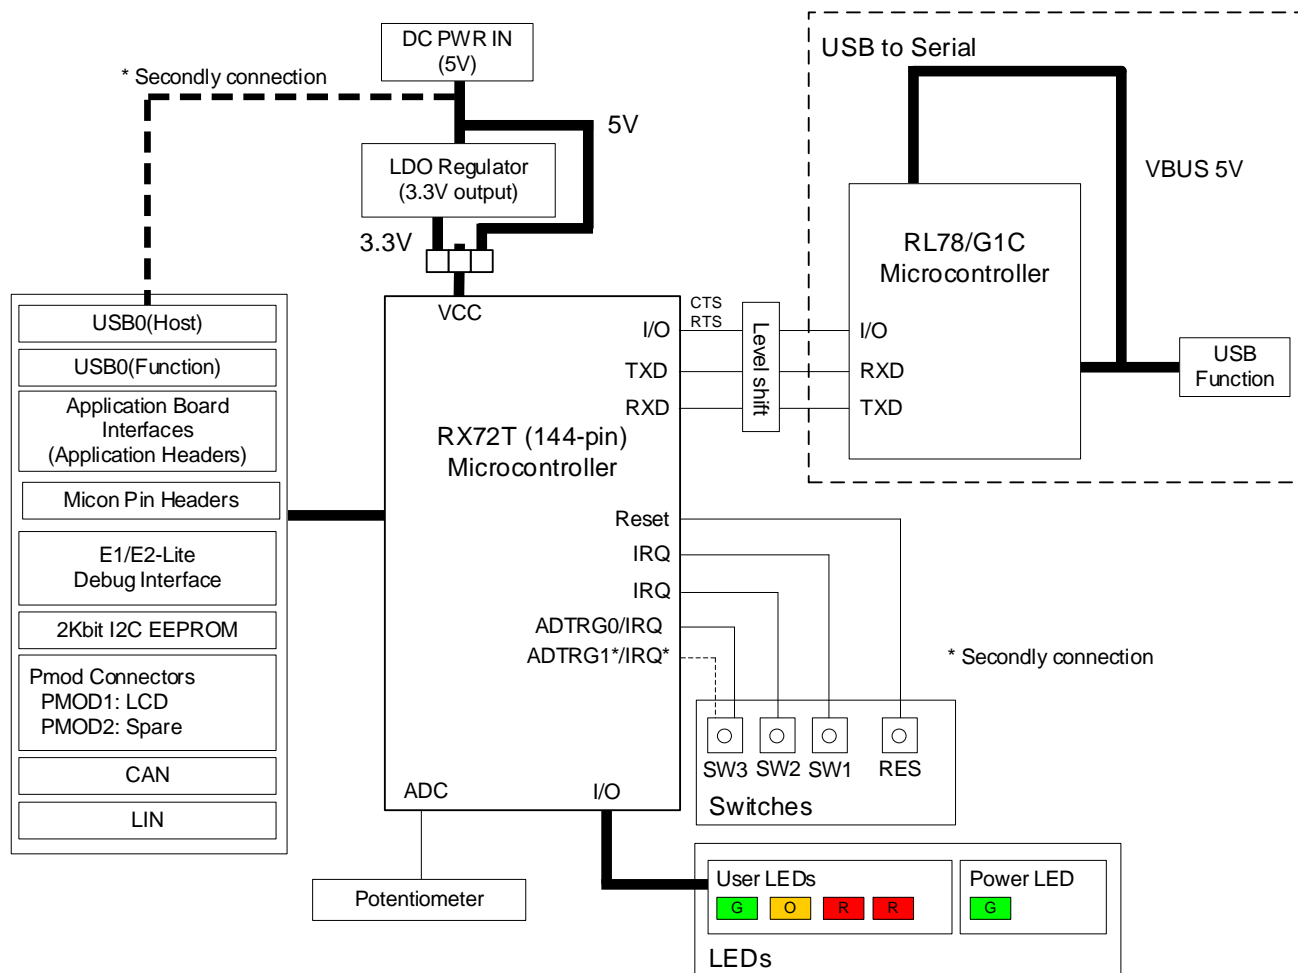 DC PWR IN
(5V)
* Secondly connection
5V
LDO Regulator
(3.3V output)
3.3V
USB to Serial
VBUS 5V
RL78/G1C
Microcontroller
I/O
RXD
TXD
USB
Function
CTS
RTS
Level shift
VCC
I/O
TXD
RXD
RX72T (144-pin)
Microcontroller
Reset
IRQ
IRQ
ADTRG0/IRQ
ADTRG1*/IRQ*
ADC
I/O
USB0(Host)
USB0(Function)
Application Board
Interfaces
(Application Headers)
Micon Pin Headers
E1/E2-Lite
Debug Interface
2Kbit I2C EEPROM
Pmod Connectors
PMOD1: LCD
PMOD2: Spare
CAN
LIN
* Secondly connection
SW3
SW2
SW1
RES
Switches
Potentiometer
User LEDs
G
O
R
R
Power LED
G
LEDs